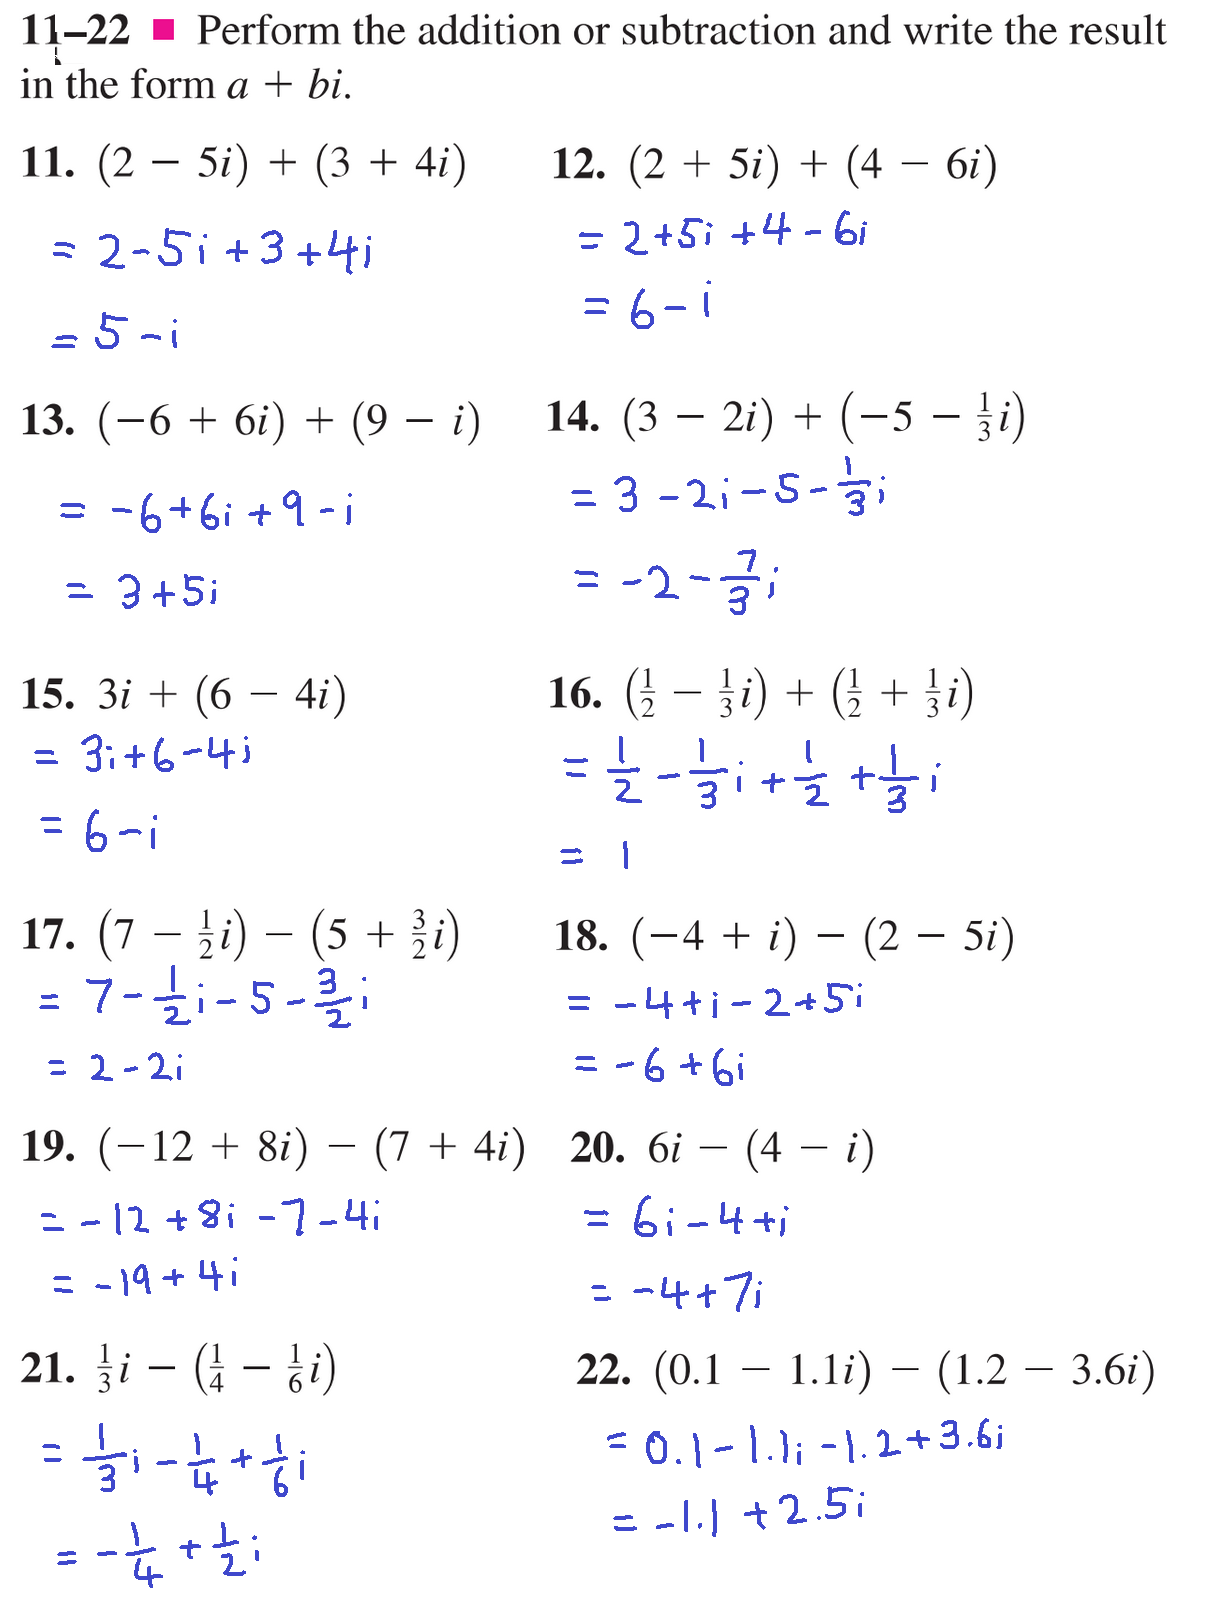 11–22 ■ Perform the addition or subtraction and write the result
in the form a + bi.
11. (2 − 5i) + (3 + 4i)
= 2-5i+3+4i
= 5-i
12. (2 + 5i) + (4 − 6i)
= 2+5i+4-6i
= 6-i
13. (−6 + 6i) + (9 − i)
= -6+6i+9-i
= 3+5i
14. (3 − 2i) + (−5 − 1/3 i)
= 3-2i-5-1/3 i
= -2-7/3 i
15. 3i + (6 − 4i)
= 3i+6-4i
= 6-i
16. (1/2 − 1/3 i) + (1/2 + 1/3 i)
= 1/2 - 1/3 i + 1/2 + 1/3 i
= 1
17. (7 − 1/2 i) − (5 + 3/2 i)
= 7-1/2 i-5-3/2 i
= 2-2i
18. (−4 + i) − (2 − 5i)
= -4+i-2+5i
= -6+6i
19. (−12 + 8i) − (7 + 4i)
= -12+8i-7-4i
= -19+4i
20. 6i − (4 − i)
= 6i-4+i
= -4+7i
21. 1/3 i − (1/4 − 1/6 i)
= 1/3 i - 1/4 + 1/6 i
= -1/4 + 1/2 i
22. (0.1 − 1.1i) − (1.2 − 3.6i)
= 0.1-1.1i-1.2+3.6i
= -1.1+2.5i